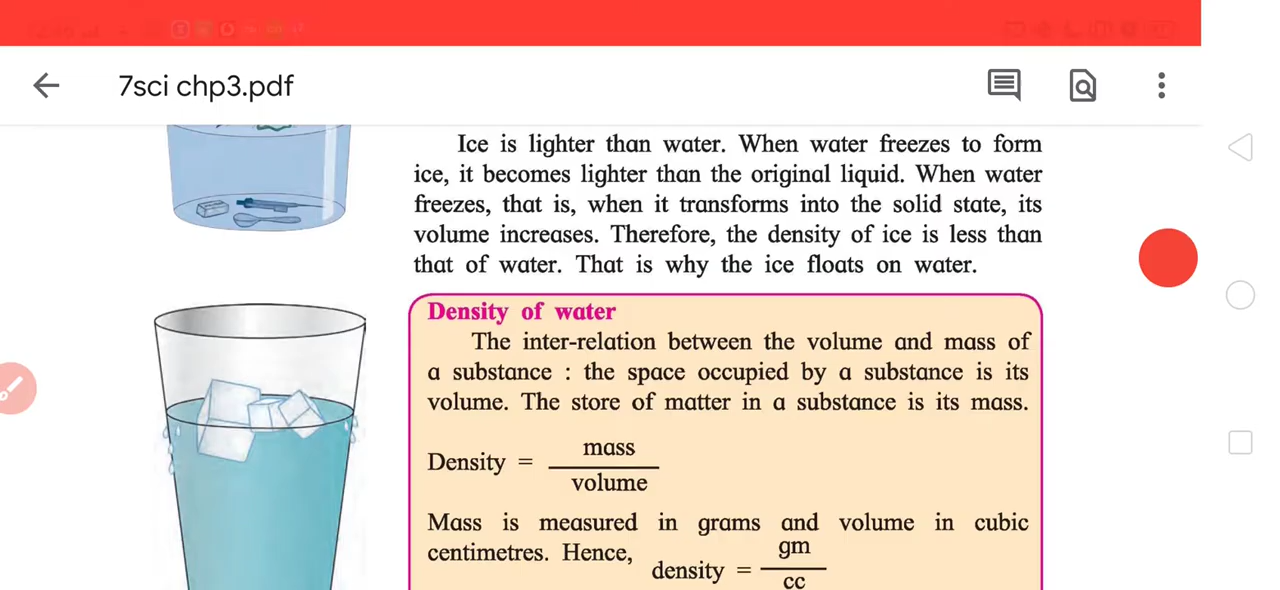 7sci chp3.pdf
Ice is lighter than water. When water freezes to form
ice, it becomes lighter than the original liquid. When water
freezes, that is, when it transforms into the solid state, its
volume increases. Therefore, the density of ice is less than
that of water. That is why the ice floats on water.
Density of water
The inter-relation between the volume and mass of
a substance : the space occupied by a substance is its
volume. The store of matter in a substance is its mass.
Density = mass
volume
Mass is measured in grams and volume in cubic
centimetres. Hence, density = gm
cc